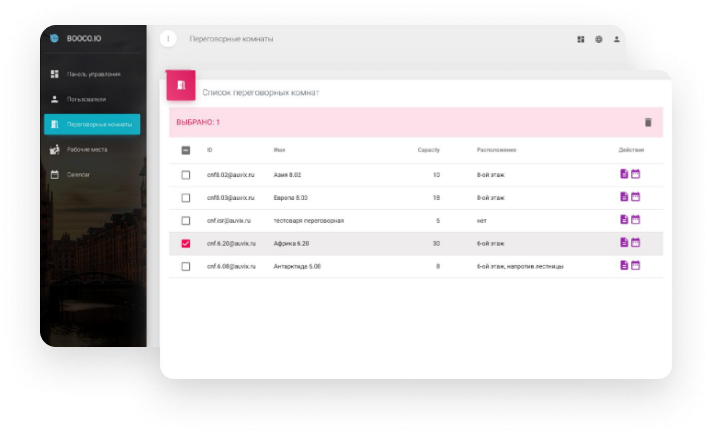 BOOCO.IO
Переговорные комнаты
Панель управления
Пользователи
Переговорные комнаты
Рабочие места
Calendar
Список переговорных комнат
ВЫБРАНО: 1
ID Имя Capacity Расположение Действия
cnf8.02@auvix.ru Азия 8.02 10 8-ой этаж
cnf8.03@auvix.ru Европа 8.03 18 8-ой этаж
cnf.isr@auvix.ru тестоворя переговорная 5 нет
cnf.6.20@auvix.ru Африка 6.20 30 6-ой этаж
cnf.6.08@auvix.ru Антарктида 6.08 8 6-ой этаж, напротив лестницы